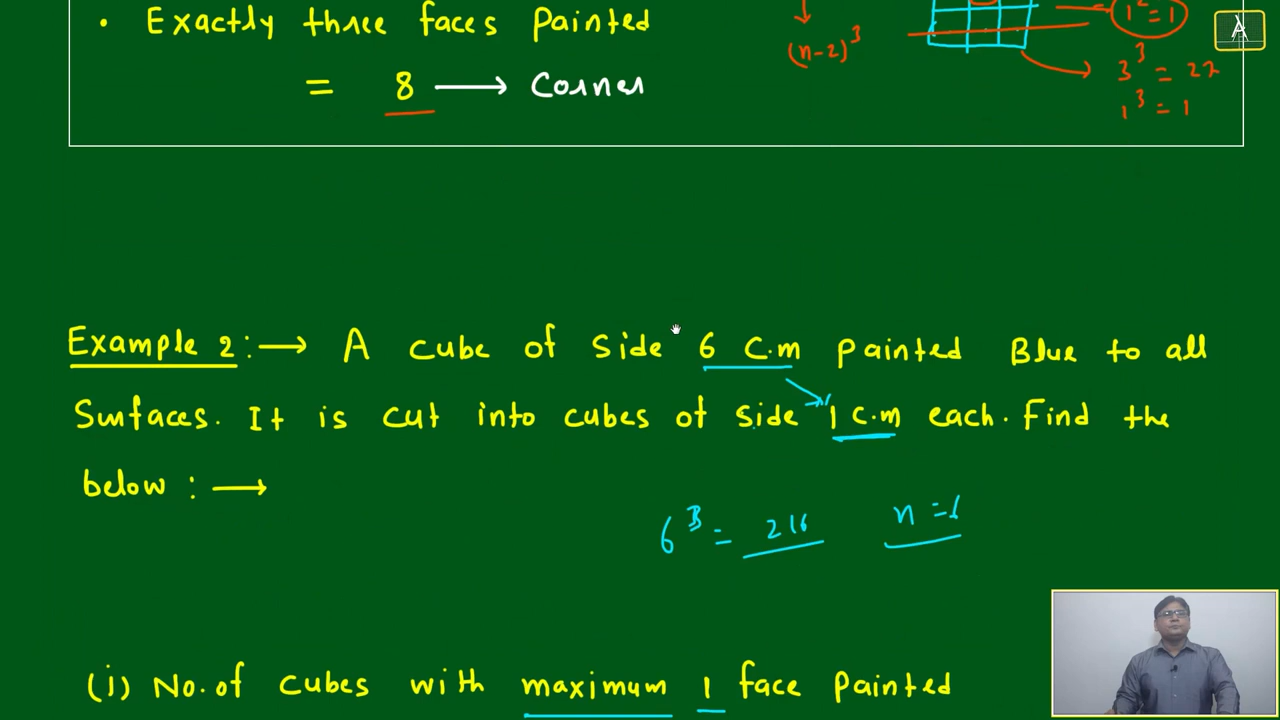 • Exactly three faces Painted
= 8 → Corner
(n-2)³
1² = 1
3³ = 27
1³ = 1
A
Example 2:→ A cube of side 6 C.m Painted Blue to all
Surfaces. It is cut into cubes of side 1 C.m each. Find the
below : →
6³ = 216 n = 6
(i) No. of cubes with maximum 1 face Painted